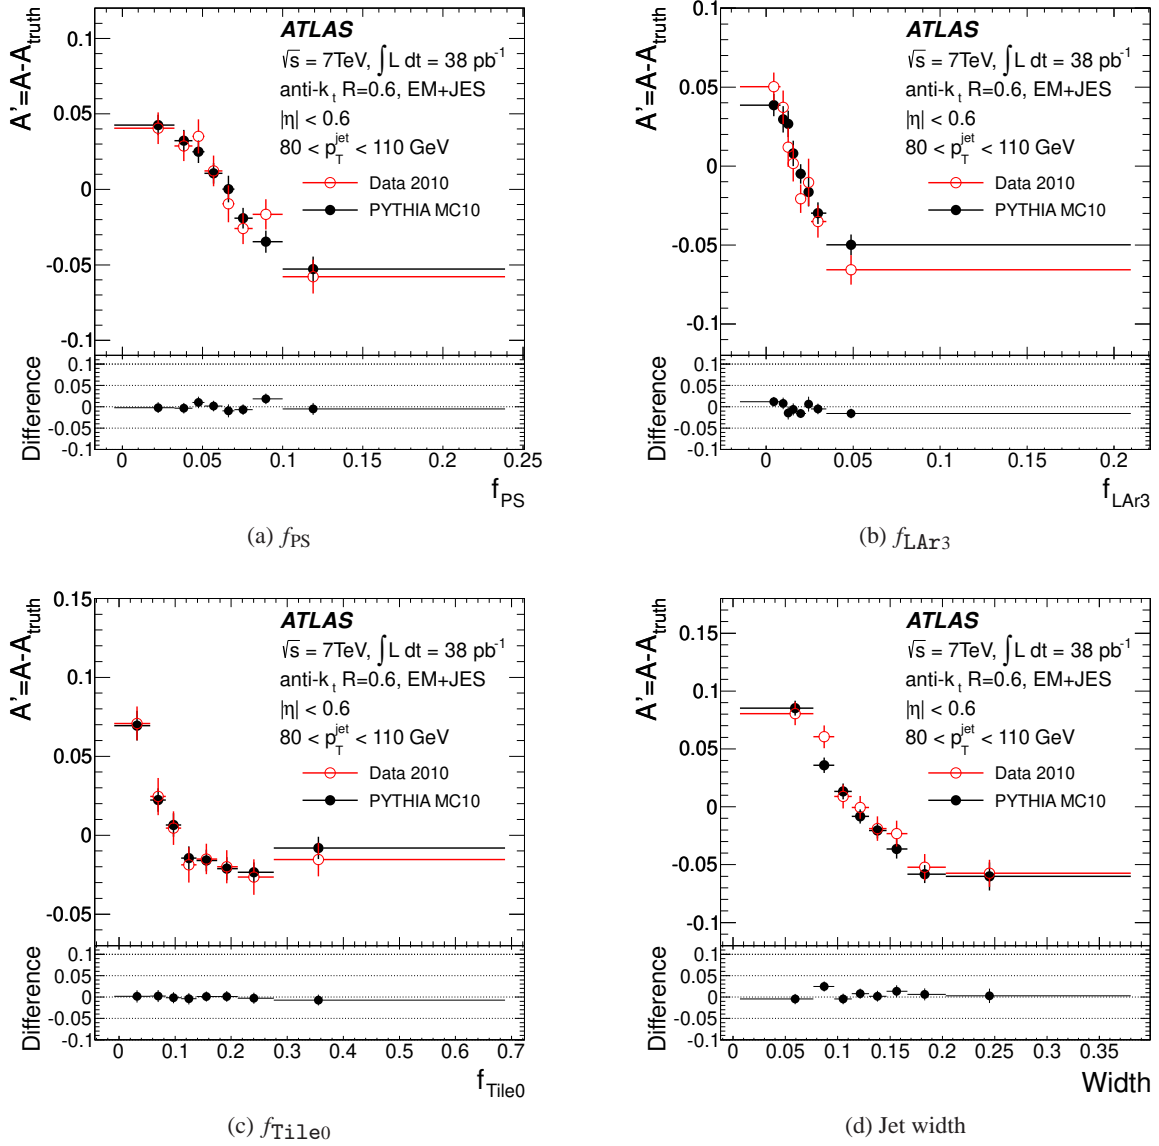 A'=A-A_truth
0.1
0.05
0
-0.05
-0.1
ATLAS
√s = 7TeV, ∫L dt = 38 pb⁻¹
anti-k_t R=0.6, EM+JES
|η| < 0.6
80 < p_T^jet < 110 GeV
Data 2010
PYTHIA MC10
Difference
0.1
0.05
0
-0.05
-0.1
0 0.05 0.1 0.15 0.2 0.25
f_PS
(a) f_PS
A'=A-A_truth
0.1
0.05
0
-0.05
-0.1
ATLAS
√s = 7TeV, ∫L dt = 38 pb⁻¹
anti-k_t R=0.6, EM+JES
|η| < 0.6
80 < p_T^jet < 110 GeV
Data 2010
PYTHIA MC10
Difference
0.1
0.05
0
-0.05
-0.1
0 0.05 0.1 0.15 0.2
f_LAr3
(b) f_LAr3
A'=A-A_truth
0.15
0.1
0.05
0
-0.05
ATLAS
√s = 7TeV, ∫L dt = 38 pb⁻¹
anti-k_t R=0.6, EM+JES
|η| < 0.6
80 < p_T^jet < 110 GeV
Data 2010
PYTHIA MC10
Difference
0.1
0.05
0
-0.05
-0.1
0 0.1 0.2 0.3 0.4 0.5 0.6 0.7
f_Tile0
(c) f_Tile0
A'=A-A_truth
0.15
0.1
0.05
0
-0.05
-0.1
ATLAS
√s = 7TeV, ∫L dt = 38 pb⁻¹
anti-k_t R=0.6, EM+JES
|η| < 0.6
80 < p_T^jet < 110 GeV
Data 2010
PYTHIA MC10
Difference
0.1
0.05
0
-0.05
-0.1
0 0.05 0.1 0.15 0.2 0.25 0.3 0.35
Width
(d) Jet width